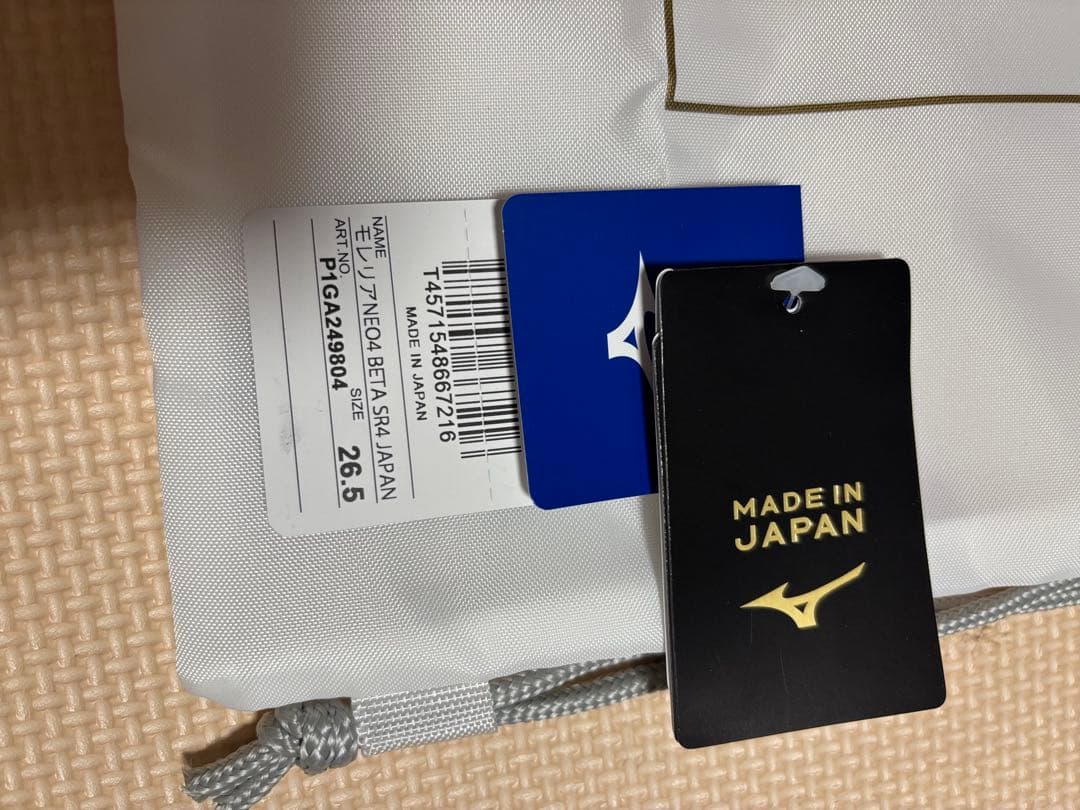 NAME
モレリアNEO4 BETA SR4 JAPAN
ART.NO. SIZE
P1GA249804 26.5
T4571548667216
MADE IN JAPAN
MADE IN
JAPAN